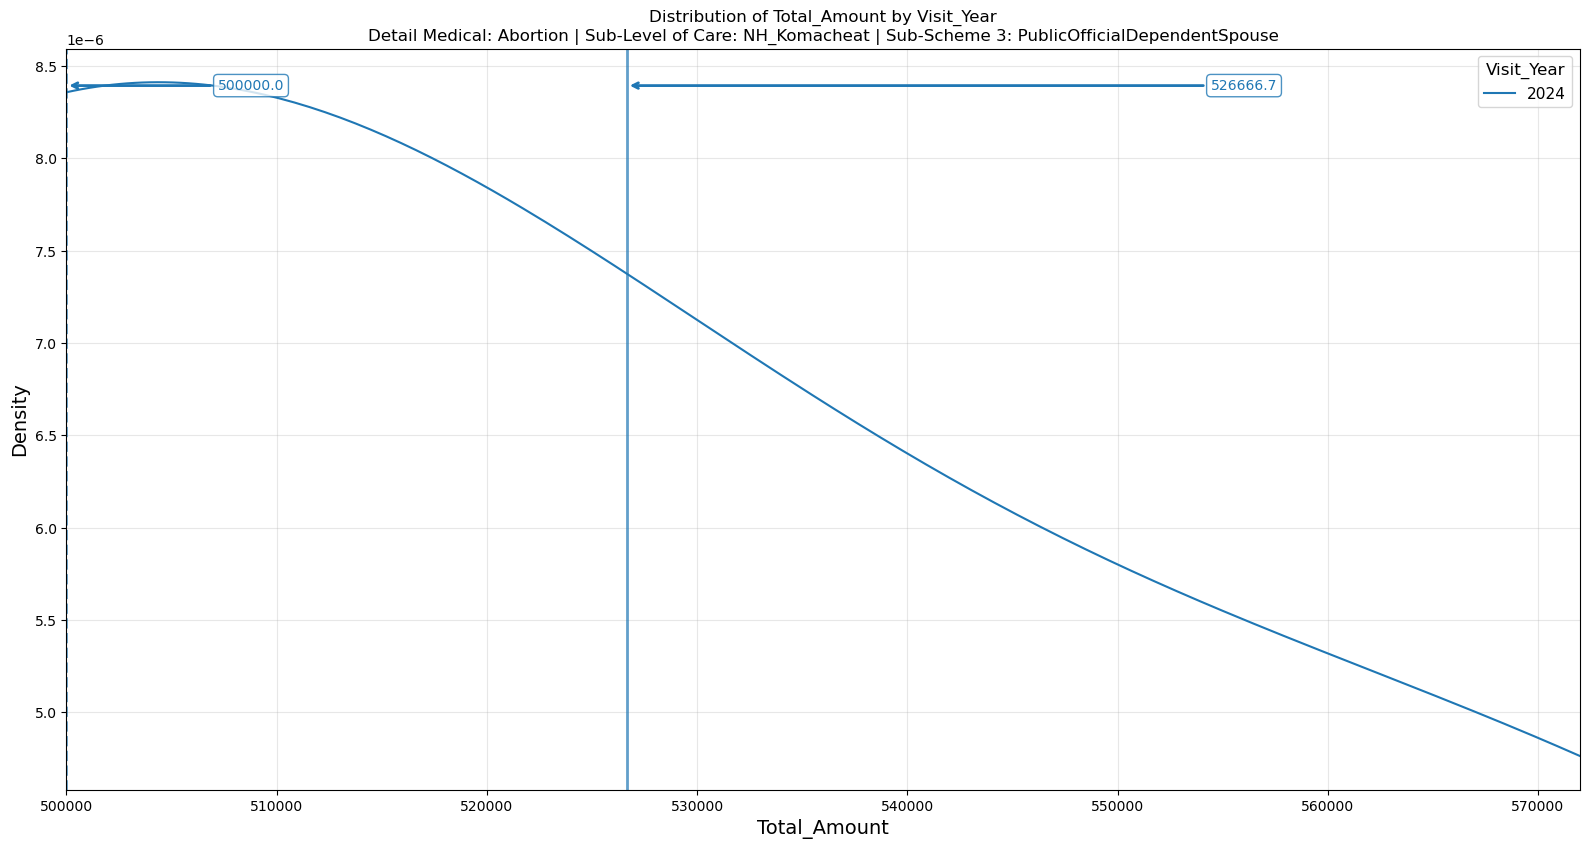 Distribution of Total_Amount by Visit_Year
Detail Medical: Abortion | Sub-Level of Care: NH_Komacheat | Sub-Scheme 3: PublicOfficialDependentSpouse
1e−6
8.5
8.0
7.5
7.0
6.5
6.0
5.5
5.0
Density
500000.0
526666.7
Visit_Year
2024
500000 510000 520000 530000 540000 550000 560000 570000
Total_Amount